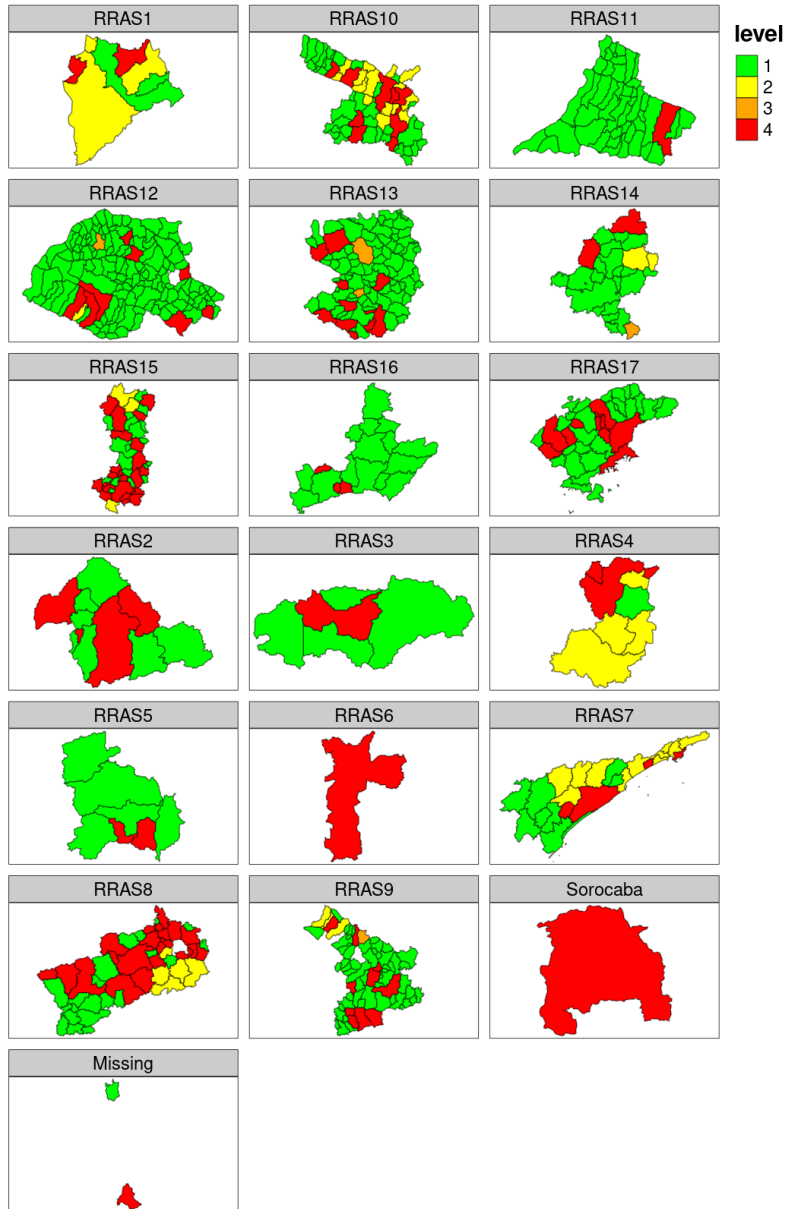 RRAS1 RRAS10 RRAS11
level
1
2
3
4
RRAS12 RRAS13 RRAS14
RRAS15 RRAS16 RRAS17
RRAS2 RRAS3 RRAS4
RRAS5 RRAS6 RRAS7
RRAS8 RRAS9 Sorocaba
Missing